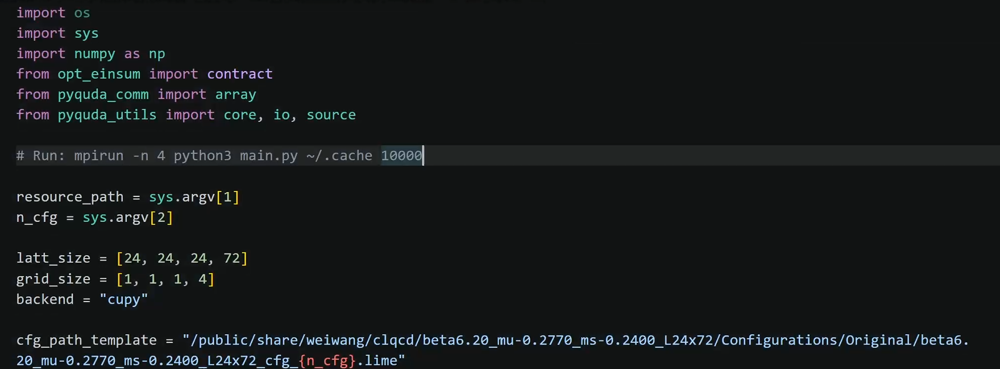 import os
import sys
import numpy as np
from opt_einsum import contract
from pyquda_comm import array
from pyquda_utils import core, io, source
# Run: mpirun -n 4 python3 main.py ~/.cache 10000
resource_path = sys.argv[1]
n_cfg = sys.argv[2]
latt_size = [24, 24, 24, 72]
grid_size = [1, 1, 1, 4]
backend = "cupy"
cfg_path_template = "/public/share/weiwang/clqcd/beta6.20_mu-0.2770_ms-0.2400_L24x72/Configurations/Original/beta6.
20_mu-0.2770_ms-0.2400_L24x72_cfg_{n_cfg}.lime"